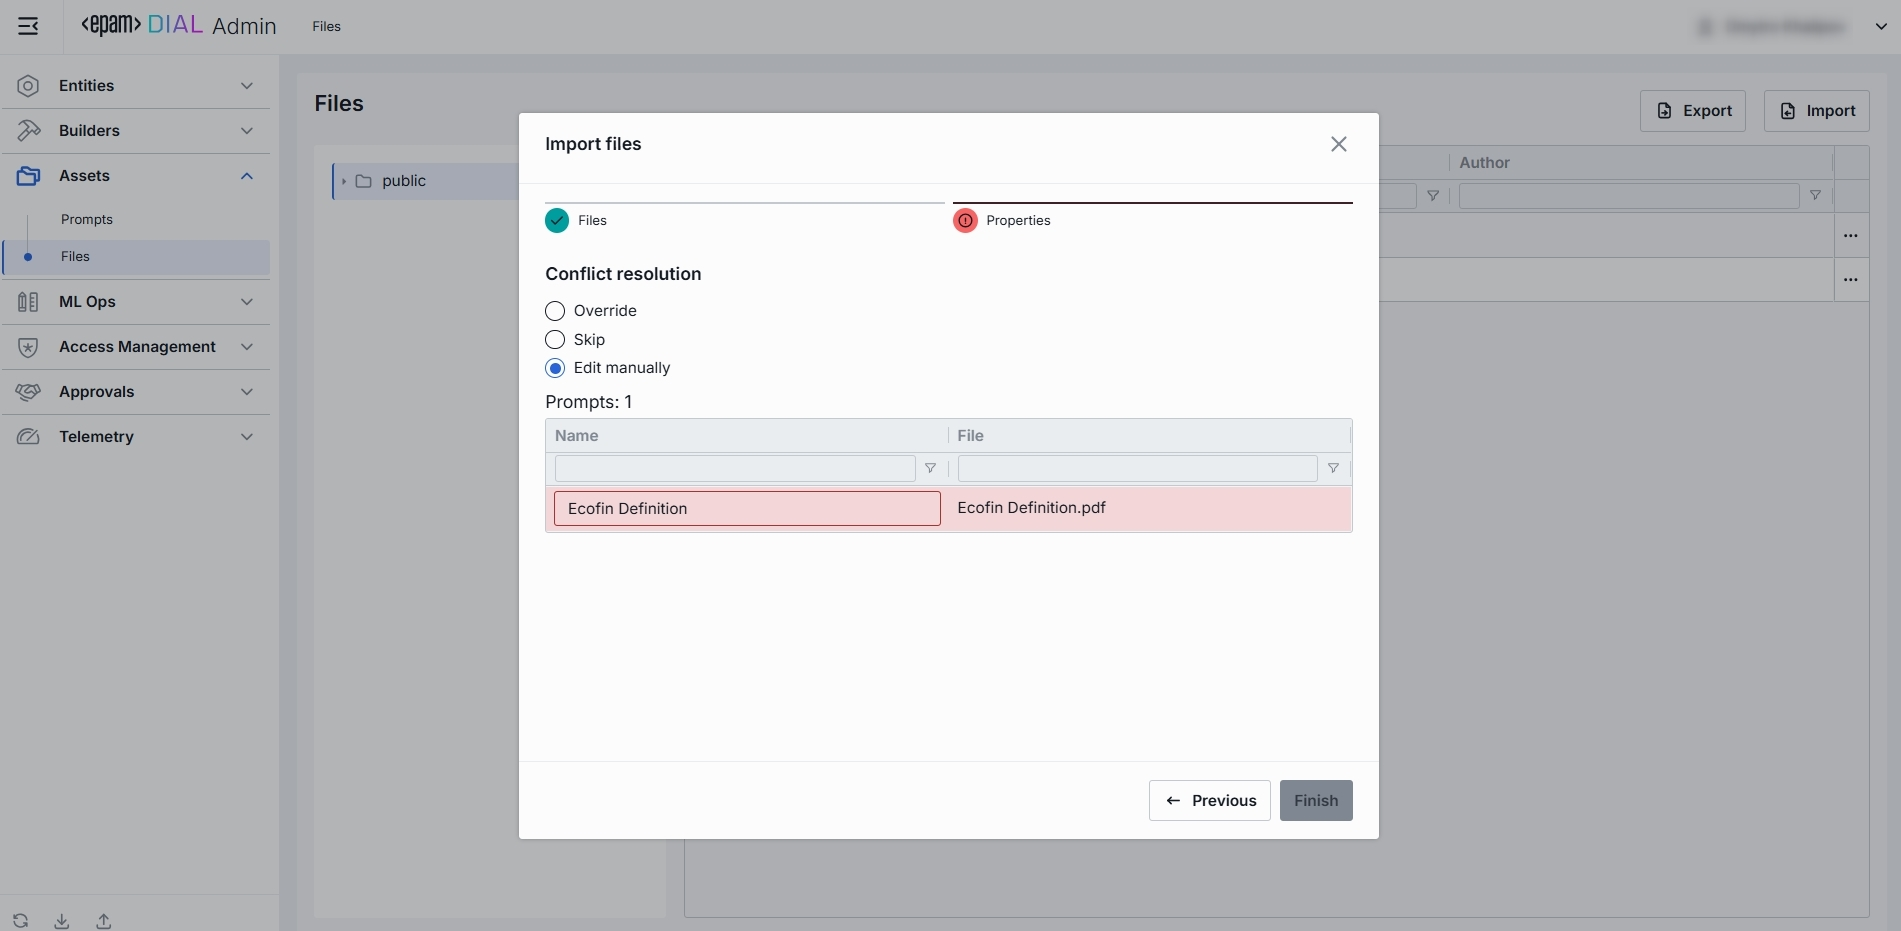 <epam> DIAL Admin
Files
Entities
Builders
Assets
Prompts
Files
ML Ops
Access Management
Approvals
Telemetry
Files
Export
Import
public
Author
Import files
Files
Properties
Conflict resolution
Override
Skip
Edit manually
Prompts: 1
Name File
Ecofin Definition Ecofin Definition.pdf
Previous
Finish